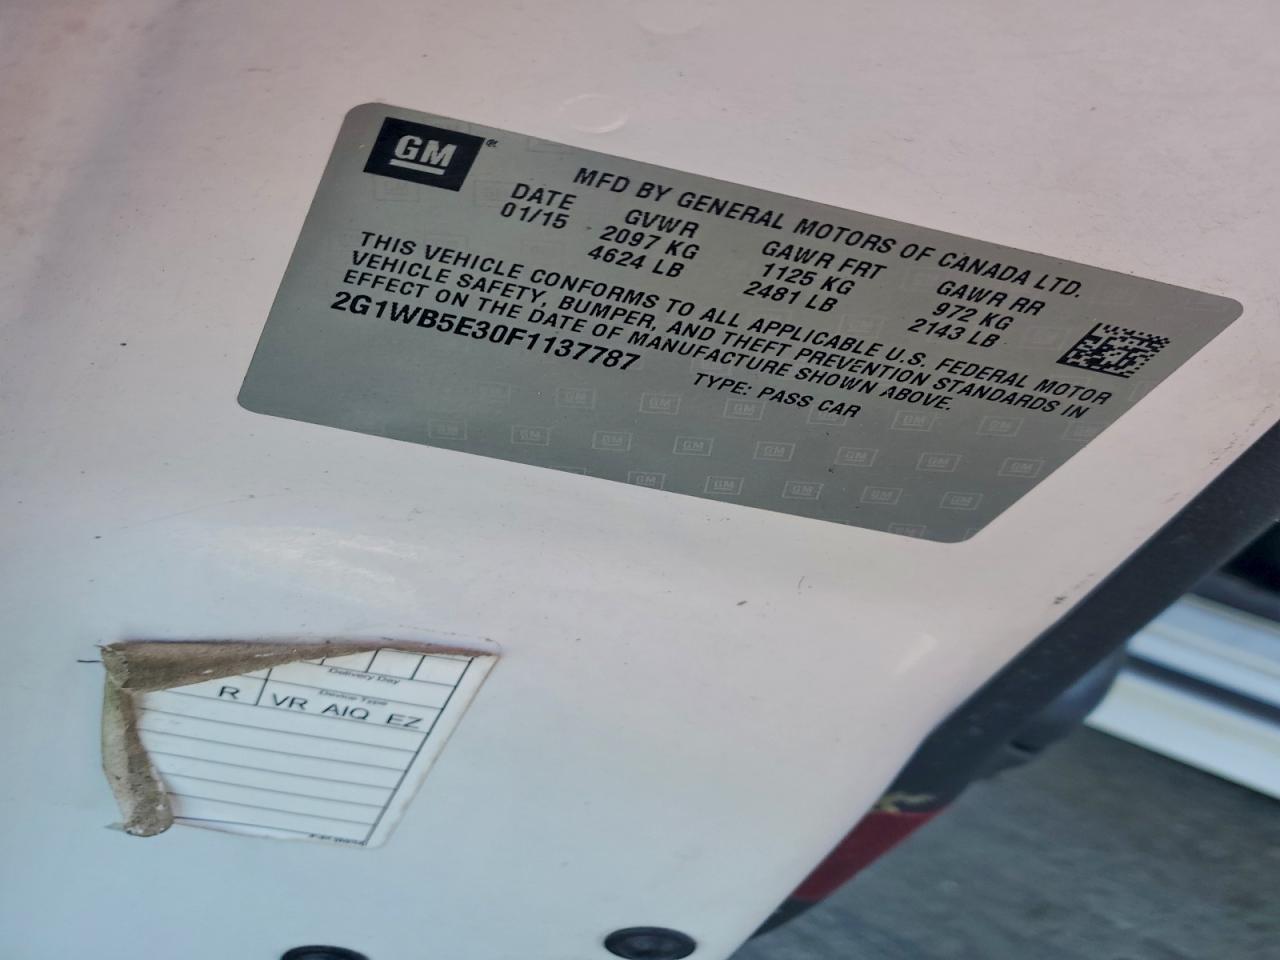 GM
MFD BY GENERAL MOTORS OF CANADA LTD.
DATE GVWR GAWR FRT GAWR RR
01/15 2097 KG 1125 KG 972 KG
4624 LB 2481 LB 2143 LB
THIS VEHICLE CONFORMS TO ALL APPLICABLE U.S. FEDERAL MOTOR
VEHICLE SAFETY, BUMPER, AND THEFT PREVENTION STANDARDS IN
EFFECT ON THE DATE OF MANUFACTURE SHOWN ABOVE.
2G1WB5E30F1137787 TYPE: PASS CAR
Delivery Day
Device Type
R VR AIQ EZ